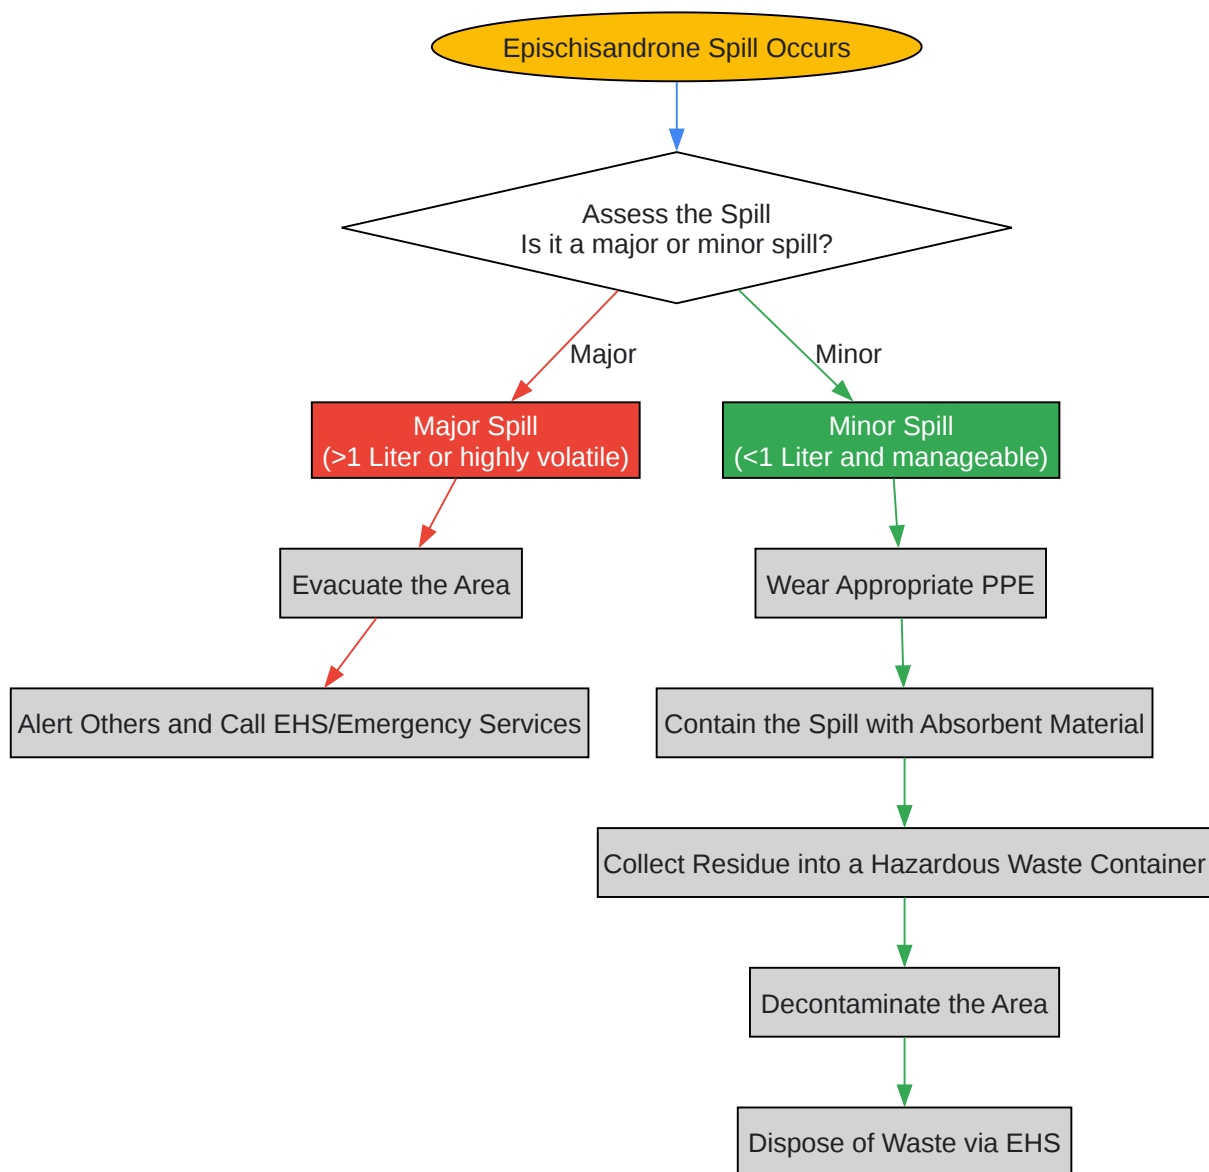 Epischisandrone Spill Occurs
Assess the Spill
Is it a major or minor spill?
Major
Minor
Major Spill
(>1 Liter or highly volatile)
Minor Spill
(<1 Liter and manageable)
Evacuate the Area
Wear Appropriate PPE
Alert Others and Call EHS/Emergency Services
Contain the Spill with Absorbent Material
Collect Residue into a Hazardous Waste Container
Decontaminate the Area
Dispose of Waste via EHS